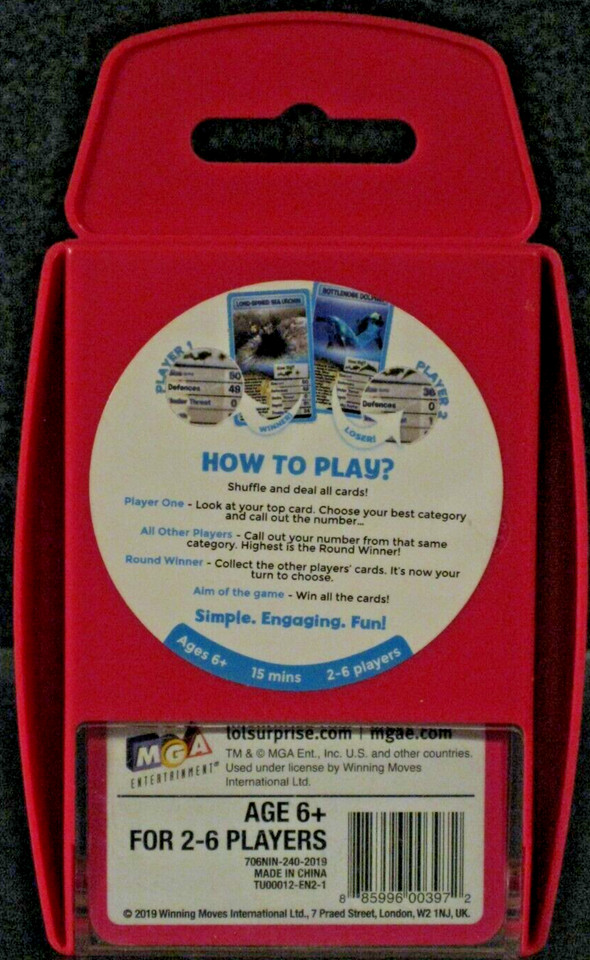 LONG-SPINED SEA URCHIN
BOTTLENOSE DOLPHIN
PLAYER 1
PLAYER 2
50
Defences 49
0
36
Defences 0
WINNER!
LOSER!
HOW TO PLAY?
Shuffle and deal all cards!
Player One - Look at your top card. Choose your best category
and call out the number...
All Other Players - Call out your number from that same
category. Highest is the Round Winner!
Round Winner - Collect the other players' cards. It's now your
turn to choose.
Aim of the game - Win all the cards!
Simple. Engaging. Fun!
Ages 6+ 15 mins 2-6 players
lolsurprise.com | mgae.com
MGA
ENTERTAINMENT®
TM & © MGA Ent., Inc. U.S. and other countries.
Used under license by Winning Moves
International Ltd.
AGE 6+
FOR 2-6 PLAYERS
706NIN-240-2019
MADE IN CHINA
TU00012-EN2-1
8 85996 00397 2
© 2019 Winning Moves International Ltd., 7 Praed Street, London, W2 1NJ, UK.